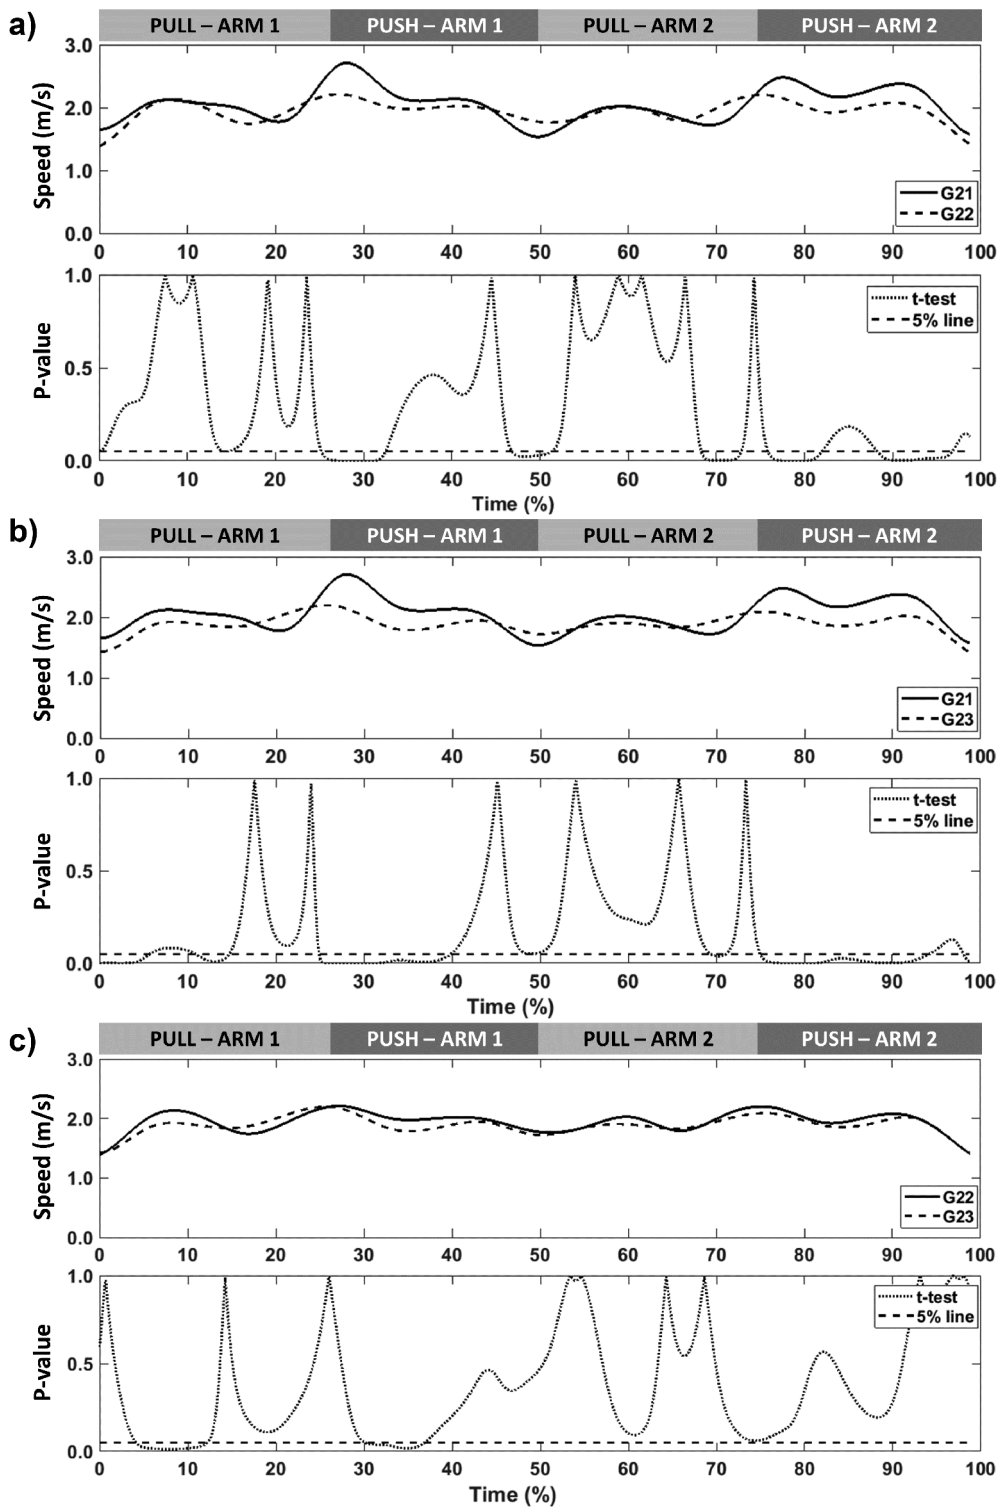 a)
PULL – ARM 1 PUSH – ARM 1 PULL – ARM 2 PUSH – ARM 2
3.0
2.0
1.0
0.0
Speed (m/s)
G21
G22
0 10 20 30 40 50 60 70 80 90 100
1.0
0.5
0.0
P-value
t-test
5% line
0 10 20 30 40 50 60 70 80 90 100
Time (%)
b)
PULL – ARM 1 PUSH – ARM 1 PULL – ARM 2 PUSH – ARM 2
3.0
2.0
1.0
0.0
Speed (m/s)
G21
G23
0 10 20 30 40 50 60 70 80 90 100
1.0
0.5
0.0
P-value
t-test
5% line
0 10 20 30 40 50 60 70 80 90 100
Time (%)
c)
PULL – ARM 1 PUSH – ARM 1 PULL – ARM 2 PUSH – ARM 2
3.0
2.0
1.0
0.0
Speed (m/s)
G22
G23
0 10 20 30 40 50 60 70 80 90 100
1.0
0.5
0.0
P-value
t-test
5% line
0 10 20 30 40 50 60 70 80 90 100
Time (%)